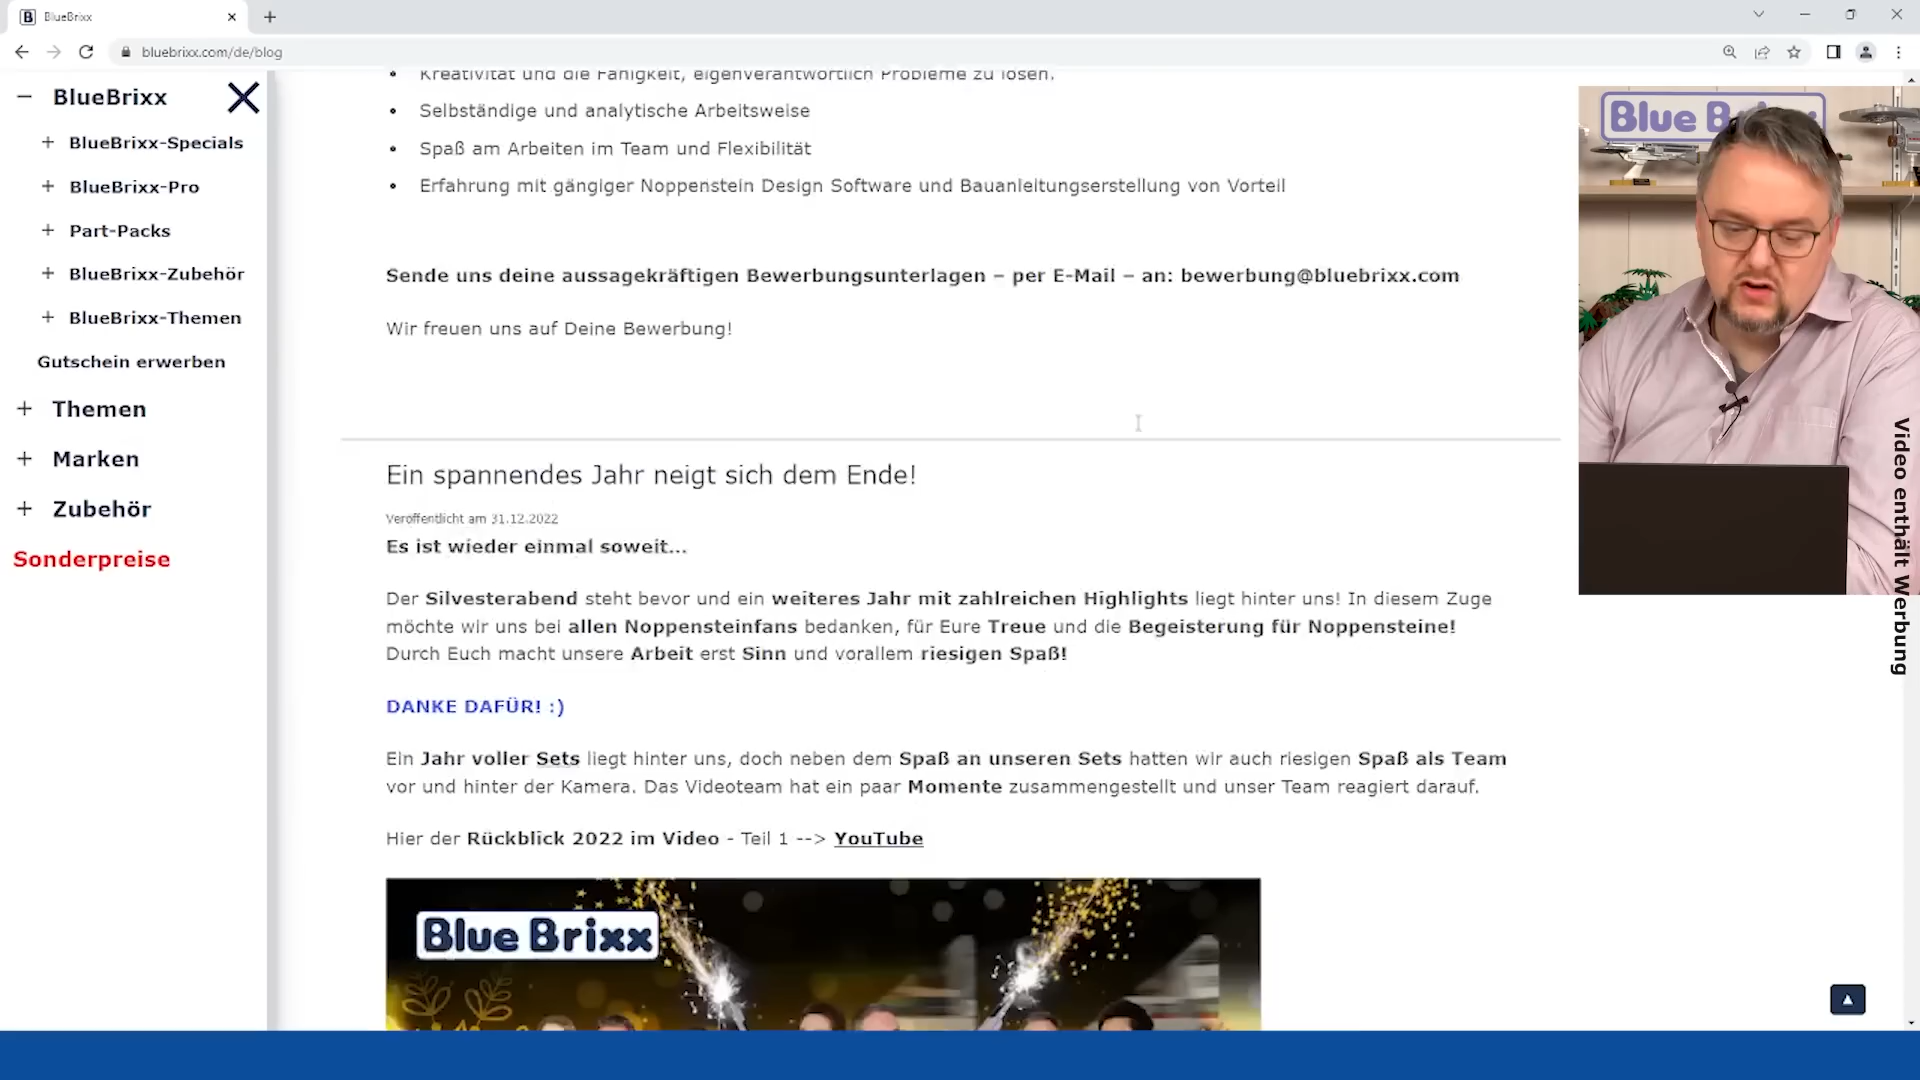 BlueBrixx
bluebrixx.com/de/blog
BlueBrixx
BlueBrixx-Specials
BlueBrixx-Pro
Part-Packs
BlueBrixx-Zubehör
BlueBrixx-Themen
Gutschein erwerben
Themen
Marken
Zubehör
Sonderpreise
Kreativität und die Fähigkeit, eigenverantwortlich Probleme zu lösen.
Selbständige und analytische Arbeitsweise
Spaß am Arbeiten im Team und Flexibilität
Erfahrung mit gängiger Noppenstein Design Software und Bauanleitungserstellung von Vorteil
Sende uns deine aussagekräftigen Bewerbungsunterlagen – per E-Mail – an: bewerbung@bluebrixx.com
Wir freuen uns auf Deine Bewerbung!
Ein spannendes Jahr neigt sich dem Ende!
Veröffentlicht am 31.12.2022
Es ist wieder einmal soweit...
Der Silvesterabend steht bevor und ein weiteres Jahr mit zahlreichen Highlights liegt hinter uns! In diesem Zuge
möchte wir uns bei allen Noppensteinfans bedanken, für Eure Treue und die Begeisterung für Noppensteine!
Durch Euch macht unsere Arbeit erst Sinn und vorallem riesigen Spaß!
DANKE DAFÜR! :)
Ein Jahr voller Sets liegt hinter uns, doch neben dem Spaß an unseren Sets hatten wir auch riesigen Spaß als Team
vor und hinter der Kamera. Das Videoteam hat ein paar Momente zusammengestellt und unser Team reagiert darauf.
Hier der Rückblick 2022 im Video - Teil 1 --> YouTube
Blue Brixx
Blue
Video enthält Werbung